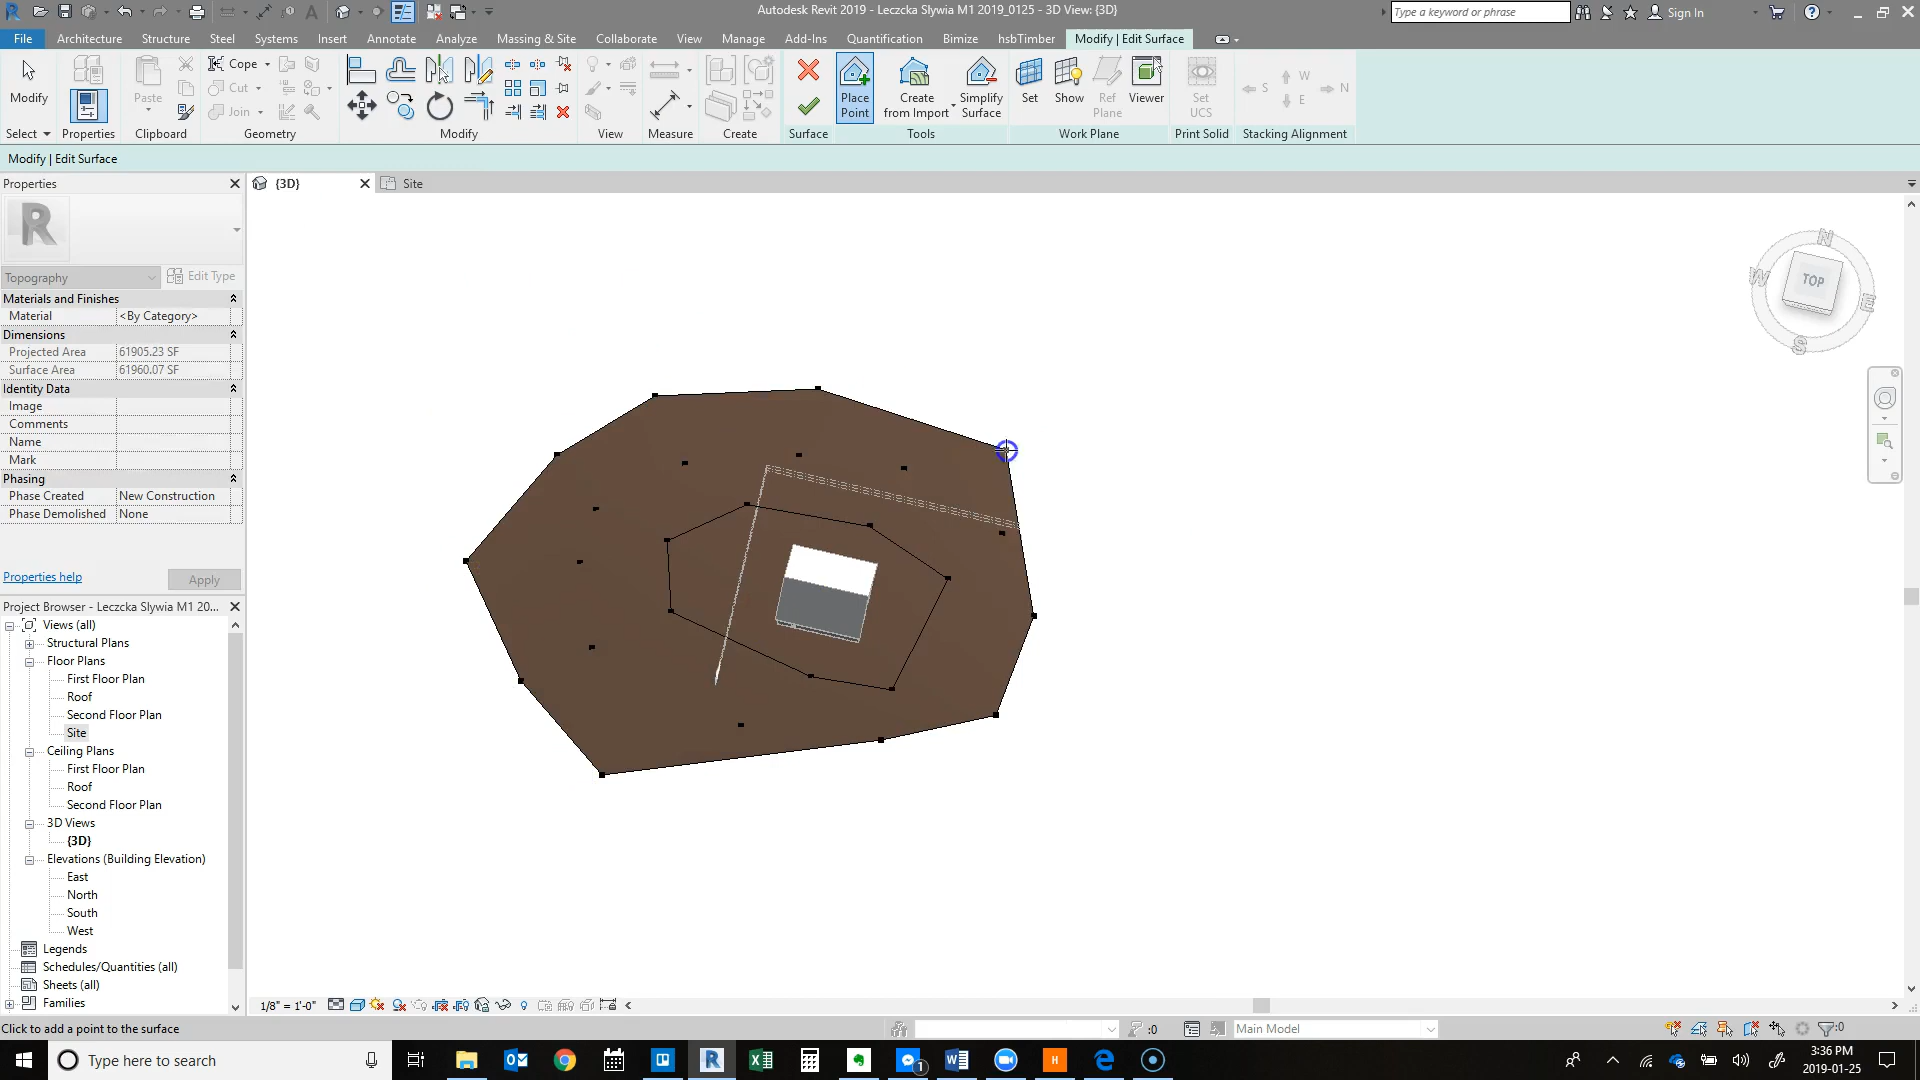 Autodesk Revit 2019 - Leczcka Slywia M1 2019_0125 - 3D View: {3D}
Type a keyword or phrase
Sign In
File Architecture Structure Steel Systems Insert Annotate Analyze Massing & Site Collaborate View Manage Add-Ins Quantification Bimize hsbTimber Modify | Edit Surface
Modify
Paste
Cope
Cut
Join
Place Point
Create from Import
Simplify Surface
Set
Show
Ref Plane
Viewer
Set UCS
S
W
E
N
Select Properties Clipboard Geometry Modify View Measure Create Surface Tools Work Plane Print Solid Stacking Alignment
Modify | Edit Surface
Properties
{3D}
Site
R
Topography
Edit Type
Materials and Finishes
Material <By Category>
Dimensions
Projected Area 61905.23 SF
Surface Area 61960.07 SF
Identity Data
Image
Comments
Name
Mark
Phasing
Phase Created New Construction
Phase Demolished None
Properties help
Apply
Project Browser - Leczcka Slywia M1 20...
Views (all)
Structural Plans
Floor Plans
First Floor Plan
Roof
Second Floor Plan
Site
Ceiling Plans
First Floor Plan
Roof
Second Floor Plan
3D Views
{3D}
Elevations (Building Elevation)
East
North
South
West
Legends
Schedules/Quantities (all)
Sheets (all)
Families
N
W
TOP
E
S
1/8" = 1'-0"
Click to add a point to the surface
:0
Main Model
:0
Type here to search
1
3:36 PM
2019-01-25